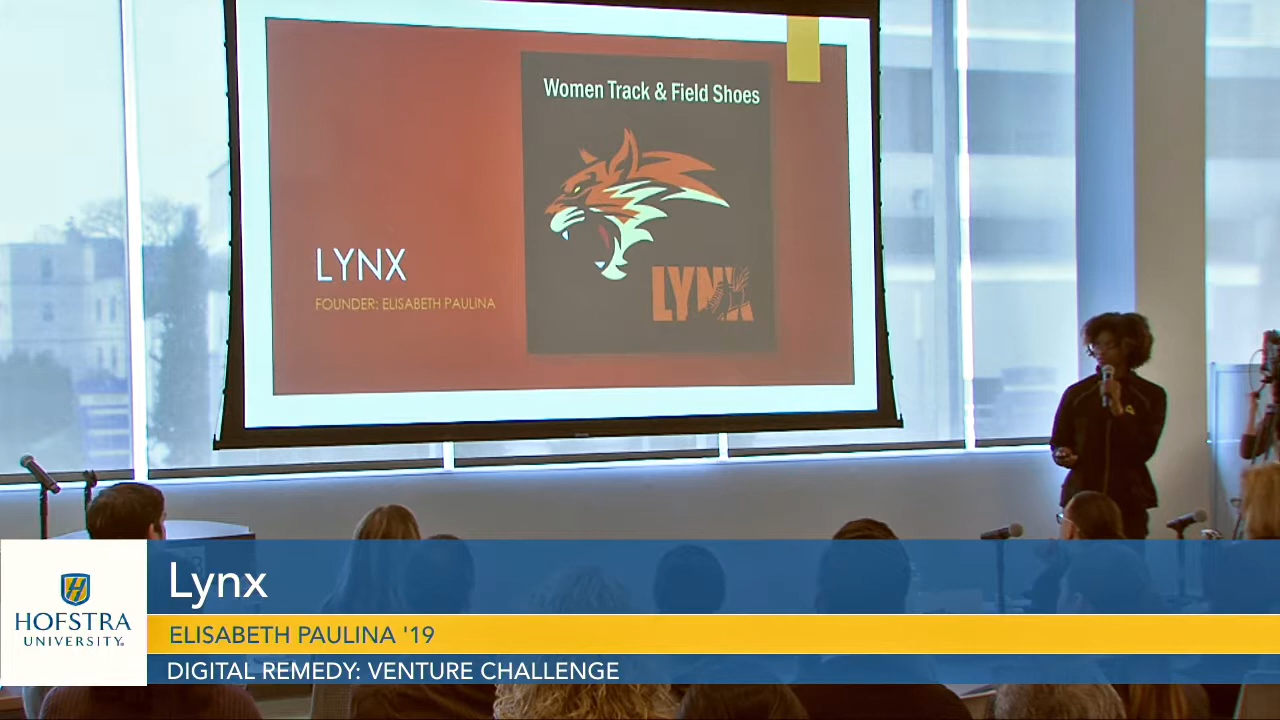 Women Track & Field Shoes
LYNX
FOUNDER: ELISABETH PAULINA
LYNX
HOFSTRA
UNIVERSITY®
Lynx
ELISABETH PAULINA '19
DIGITAL REMEDY: VENTURE CHALLENGE